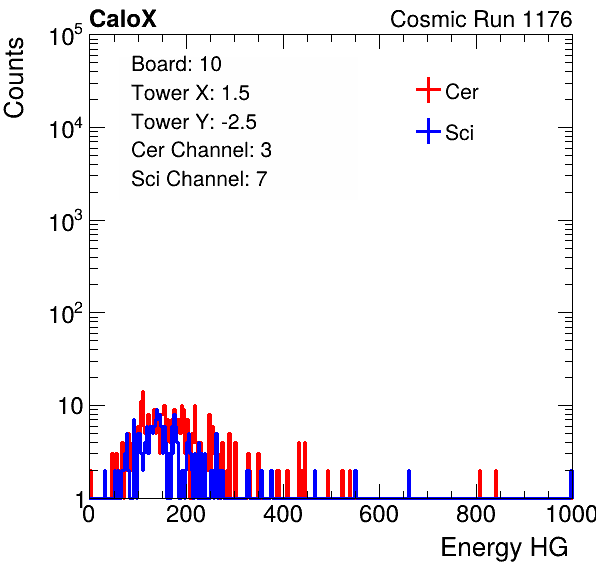 CaloX Cosmic Run 1176
Counts
Board: 10
Tower X: 1.5
Tower Y: -2.5
Cer Channel: 3
Sci Channel: 7
Cer
Sci
10^5
10^4
10^3
10^2
10
1
0 200 400 600 800 1000
Energy HG